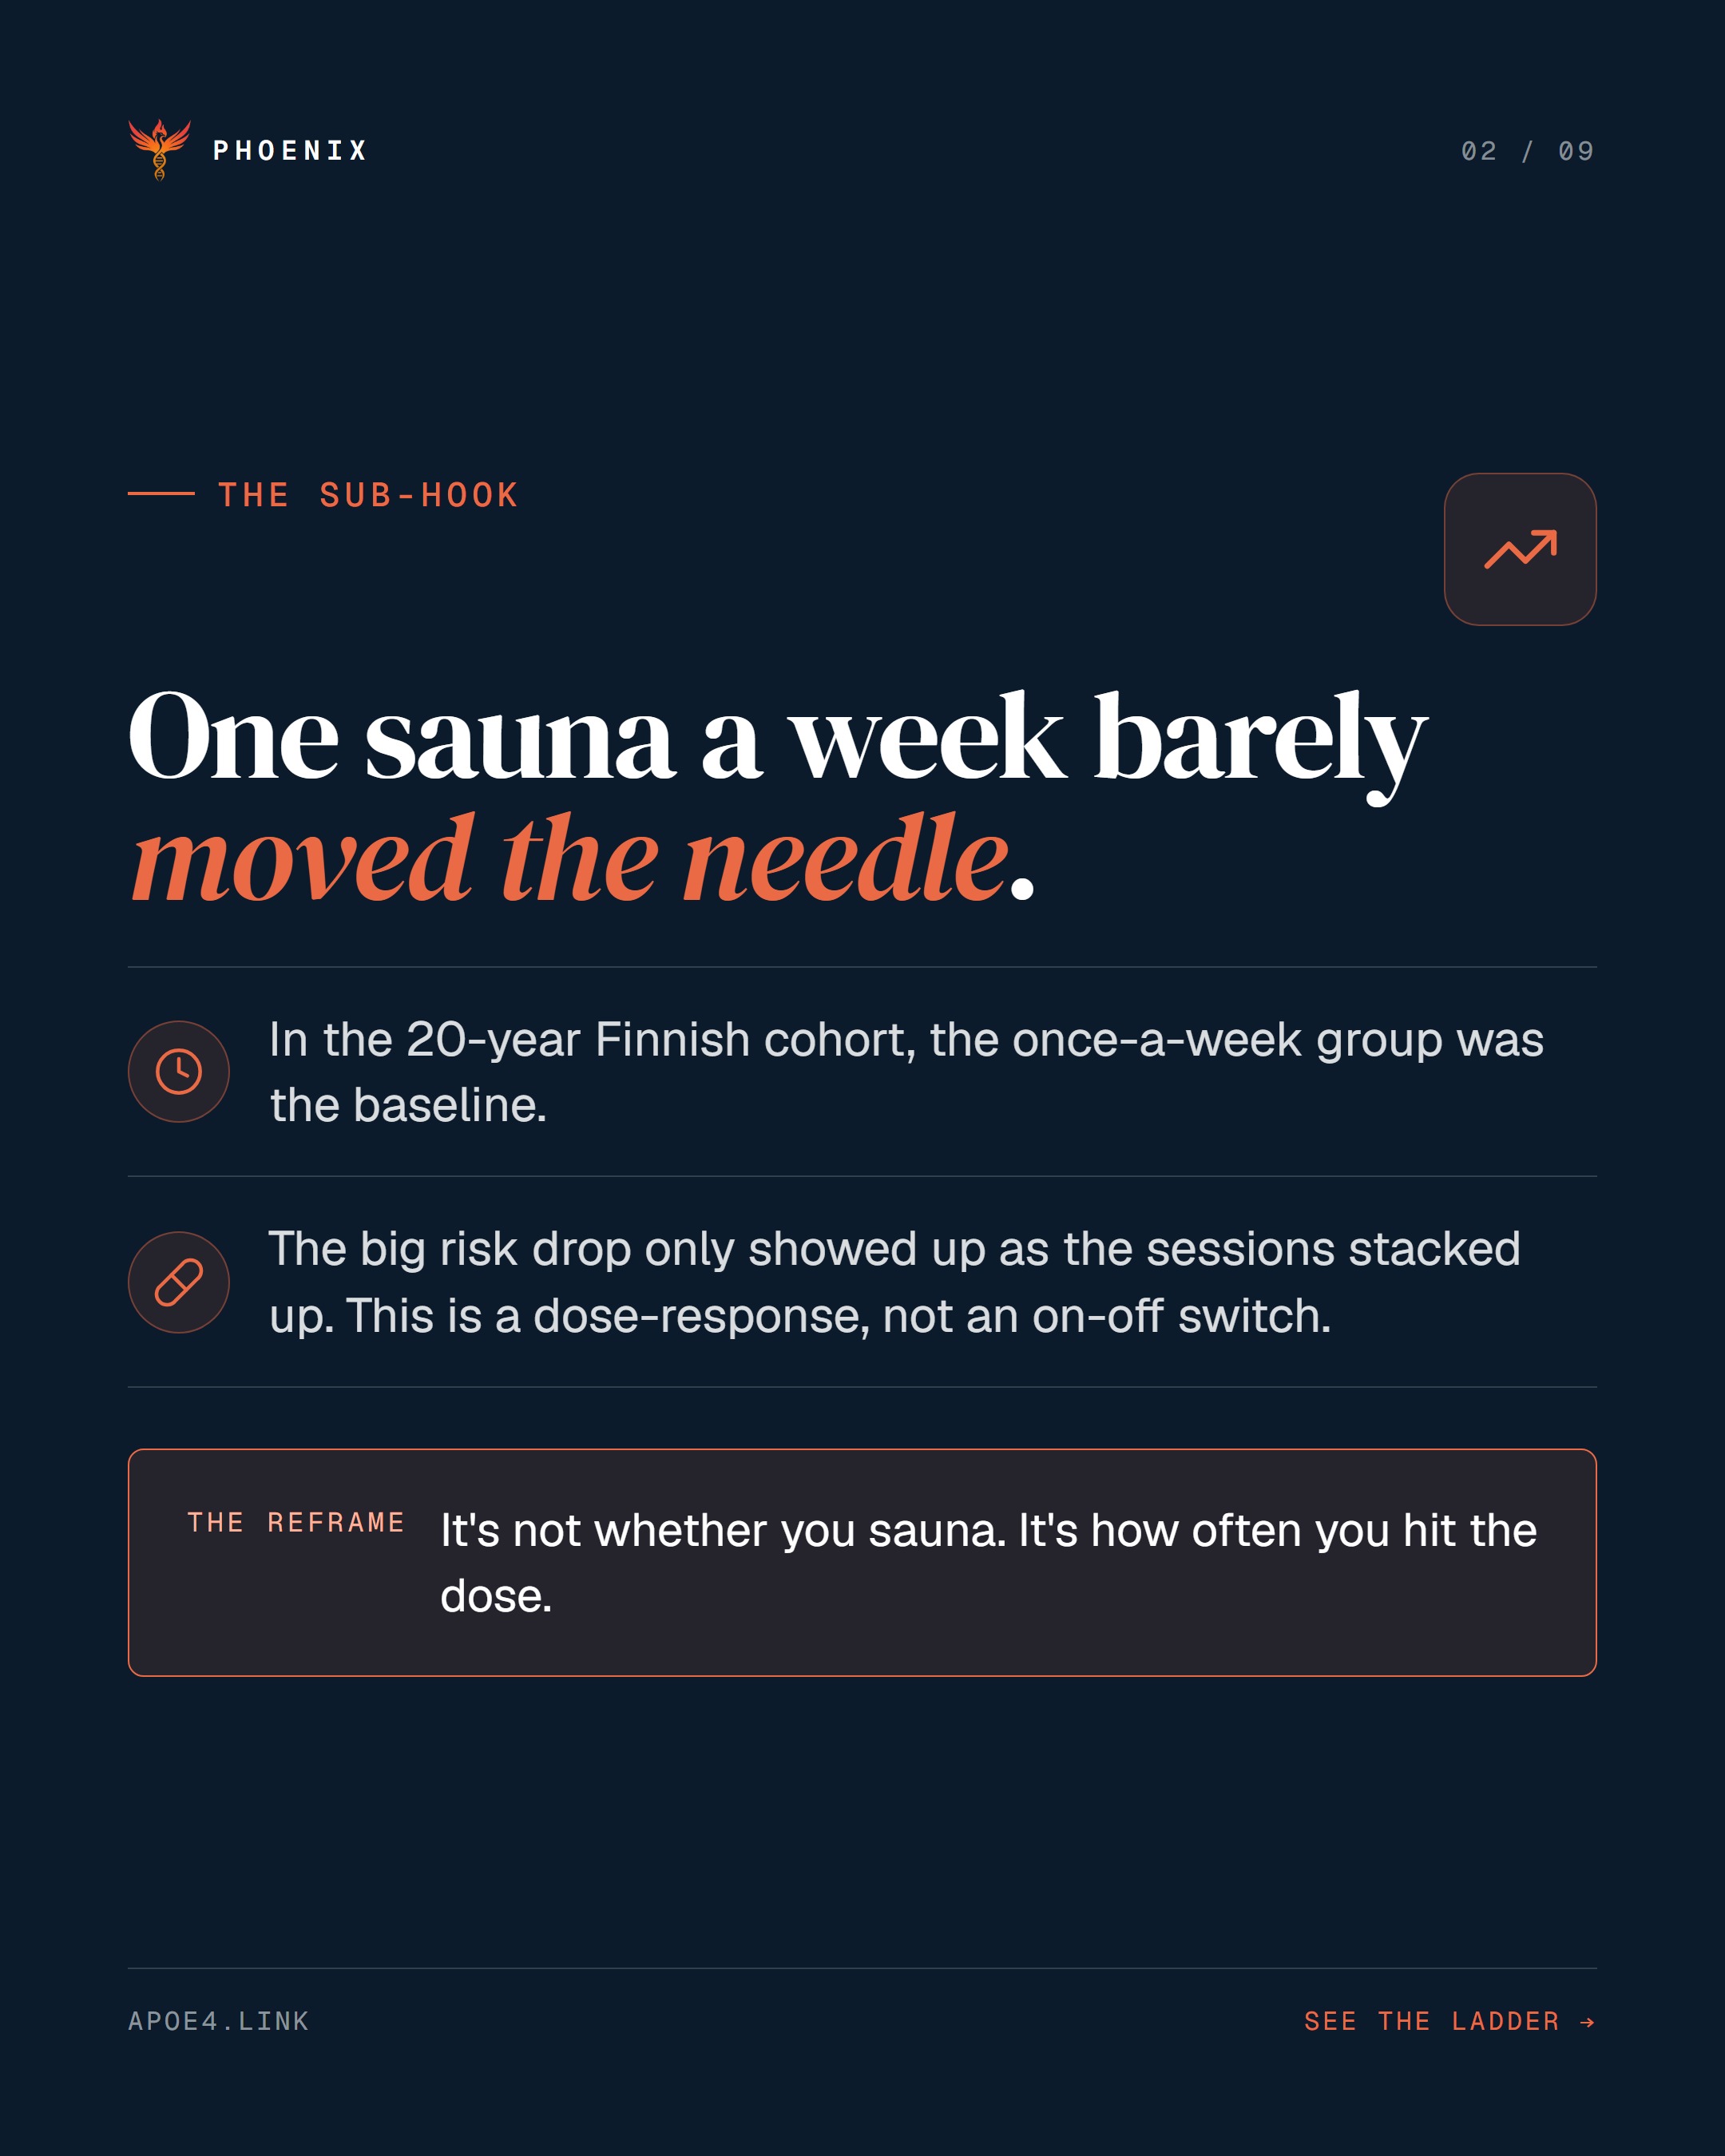 PHOENIX
02 / 09
THE SUB-HOOK
One sauna a week barely
moved the needle.
In the 20-year Finnish cohort, the once-a-week group was
the baseline.
The big risk drop only showed up as the sessions stacked
up. This is a dose-response, not an on-off switch.
THE REFRAME
It's not whether you sauna. It's how often you hit the
dose.
APOE4.LINK
SEE THE LADDER →